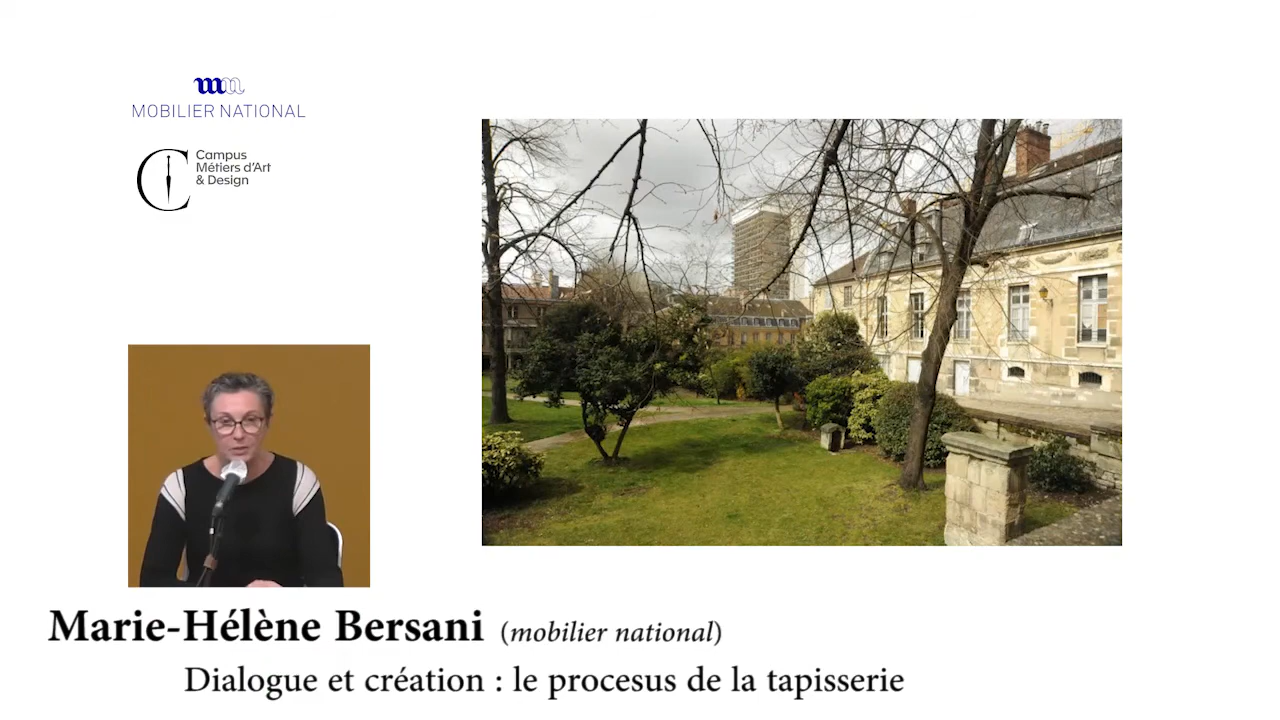 m
MOBILIER NATIONAL
Campus
Métiers d'Art
& Design
Marie-Hélène Bersani (mobilier national)
Dialogue et création : le procesus de la tapisserie